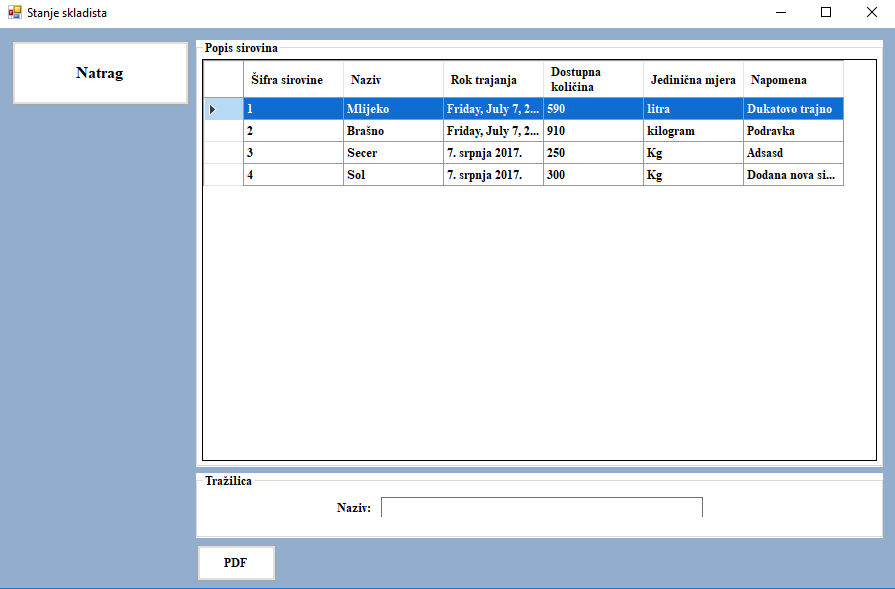 Stanje skladista
Natrag
Popis sirovina
Šifra sirovine Naziv Rok trajanja Dostupna količina Jedinična mjera Napomena
1 Mlijeko Friday, July 7, 2... 590 litra Dukatovo trajno
2 Brašno Friday, July 7, 2... 910 kilogram Podravka
3 Secer 7. srpnja 2017. 250 Kg Adsasd
4 Sol 7. srpnja 2017. 300 Kg Dodana nova si...
Tražilica
Naziv:
PDF